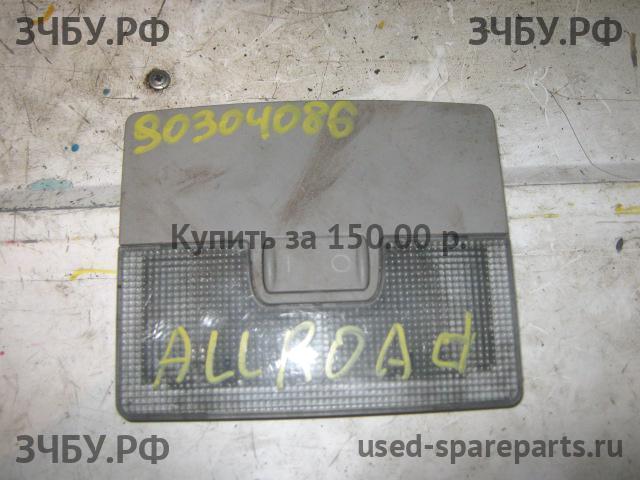 ЗЧБУ.РФ ЗЧБУ.РФ
80304086
Купить за 150.00 р.
ALLROAd
ЗЧБУ.РФ used-spareparts.ru